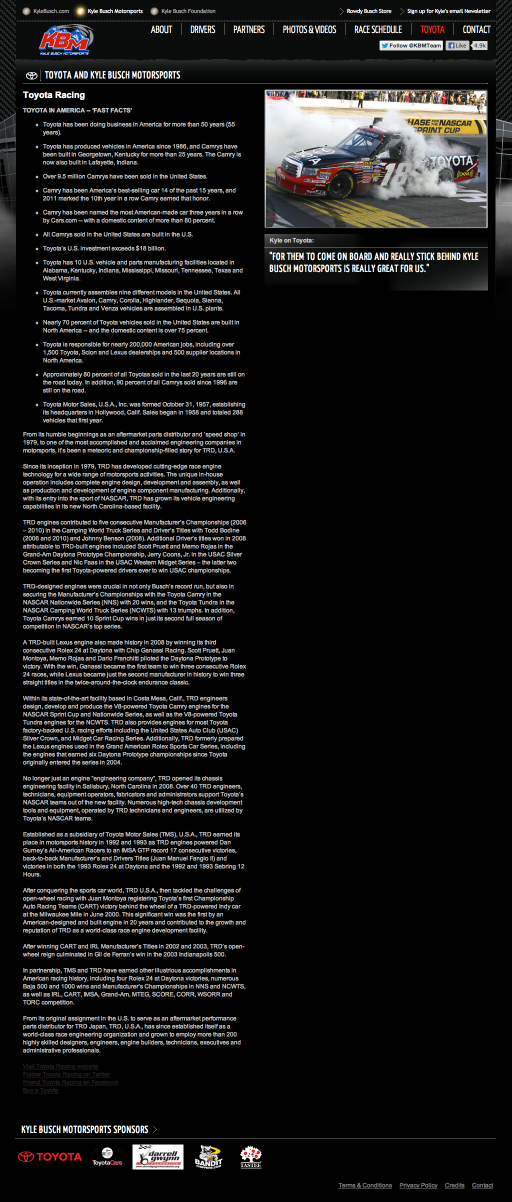 KyleBusch.com Kyle Busch Motorsports Kyle Busch Foundation Rowdy Busch Store Sign up for Kyle's email Newsletter
KBM
KYLE BUSCH MOTORSPORTS
ABOUT DRIVERS PARTNERS PHOTOS & VIDEOS RACE SCHEDULE TOYOTA CONTACT
Follow @KBMTeam Like 4.9k
TOYOTA AND KYLE BUSCH MOTORSPORTS
Toyota Racing
TOYOTA IN AMERICA – 'FAST FACTS'
• Toyota has been doing business in America for more than 50 years (55
years).
• Toyota has produced vehicles in America since 1986, and Camrys have
been built in Georgetown, Kentucky for more than 25 years. The Camry is
now also built in Lafayette, Indiana.
• Over 9.5 million Camrys have been sold in the United States.
• Camry has been America's best-selling car 14 of the past 15 years, and
2011 marked the 10th year in a row Camry earned that honor.
• Camry has been named the most American-made car three years in a row
by Cars.com – with a domestic content of more than 80 percent.
• All Camrys sold in the United States are built in the U.S.
• Toyota's U.S. investment exceeds $18 billion.
• Toyota has 10 U.S. vehicle and parts manufacturing facilities located in
Alabama, Kentucky, Indiana, Mississippi, Missouri, Tennessee, Texas and
West Virginia.
• Toyota currently assembles nine different models in the United States. All
U.S.-market Avalon, Camry, Corolla, Highlander, Sequoia, Sienna,
Tacoma, Tundra and Venza vehicles are assembled in U.S. plants.
• Nearly 70 percent of Toyota vehicles sold in the United States are built in
North America – and the domestic content is over 75 percent.
• Toyota is responsible for nearly 200,000 American jobs, including over
1,500 Toyota, Scion and Lexus dealerships and 500 supplier locations in
North America.
• Approximately 80 percent of all Toyotas sold in the last 20 years are still on
the road today. In addition, 90 percent of all Camrys sold since 1996 are
still on the road.
• Toyota Motor Sales, U.S.A., Inc. was formed October 31, 1957, establishing
its headquarters in Hollywood, Calif. Sales began in 1958 and totaled 288
vehicles that first year.
From its humble beginnings as an aftermarket parts distributor and 'speed shop' in
1979, to one of the most accomplished and acclaimed engineering companies in
motorsports, it's been a meteoric and championship-filled story for TRD, U.S.A.
Since its inception in 1979, TRD has developed cutting-edge race engine
technology for a wide range of motorsports activities. The unique in-house
operation includes complete engine design, development and assembly, as well
as production and development of engine component manufacturing. Additionally,
with its entry into the sport of NASCAR, TRD has grown its vehicle engineering
capabilities in its new North Carolina-based facility.
TRD engines contributed to five consecutive Manufacturer's Championships (2006
– 2010) in the Camping World Truck Series and Driver's Titles with Todd Bodine
(2006 and 2010) and Johnny Benson (2008). Additional Driver's titles won in 2008
attributable to TRD-built engines included Scott Pruett and Memo Rojas in the
Grand-Am Daytona Prototype Championship, Jerry Coons, Jr. in the USAC Silver
Crown Series and Nic Faas in the USAC Western Midget Series – the latter two
becoming the first Toyota-powered drivers ever to win USAC championships.
TRD-designed engines were crucial in not only Busch's record run, but also in
securing the Manufacturer's Championships with the Toyota Camry in the
NASCAR Nationwide Series (NNS) with 20 wins, and the Toyota Tundra in the
NASCAR Camping World Truck Series (NCWTS) with 13 triumphs. In addition,
Toyota Camrys earned 10 Sprint Cup wins in just its second full season of
competition in NASCAR's top series.
A TRD-built Lexus engine also made history in 2008 by winning its third
consecutive Rolex 24 at Daytona with Chip Ganassi Racing. Scott Pruett, Juan
Montoya, Memo Rojas and Dario Franchitti piloted the Daytona Prototype to
victory. With the win, Ganassi became the first team to win three consecutive Rolex
24 races, while Lexus became just the second manufacturer in history to win three
straight titles in the twice-around-the-clock endurance classic.
Within its state-of-the-art facility based in Costa Mesa, Calif., TRD engineers
design, develop and produce the V8-powered Toyota Camry engines for the
NASCAR Sprint Cup and Nationwide Series, as well as the V8-powered Toyota
Tundra engines for the NCWTS. TRD also provides engines for most Toyota
factory-backed U.S. racing efforts including the United States Auto Club (USAC)
Silver Crown, and Midget Car Racing Series. Additionally, TRD formerly prepared
the Lexus engines used in the Grand American Rolex Sports Car Series, including
the engines that earned six Daytona Prototype championships since Toyota
originally entered the series in 2004.
No longer just an engine "engineering company", TRD opened its chassis
engineering facility in Salisbury, North Carolina in 2008. Over 40 TRD engineers,
technicians, equipment operators, fabricators and administrators support Toyota's
NASCAR teams out of the new facility. Numerous high-tech chassis development
tools and equipment, operated by TRD technicians and engineers, are utilized by
Toyota's NASCAR teams.
Established as a subsidiary of Toyota Motor Sales (TMS), U.S.A., TRD earned its
place in motorsports history in 1992 and 1993 as TRD engines powered Dan
Gurney's All-American Racers to an IMSA GTP record 17 consecutive victories,
back-to-back Manufacturer's and Drivers Titles (Juan Manuel Fangio II) and
victories in both the 1993 Rolex 24 at Daytona and the 1992 and 1993 Sebring 12
Hours.
After conquering the sports car world, TRD U.S.A., then tackled the challenges of
open-wheel racing with Juan Montoya registering Toyota's first Championship
Auto Racing Teams (CART) victory behind the wheel of a TRD-powered Indy car
at the Milwaukee Mile in June 2000. This significant win was the first by an
American-designed and built engine in 20 years and contributed to the growth and
reputation of TRD as a world-class race engine development facility.
After winning CART and IRL Manufacturer's Titles in 2002 and 2003, TRD's open-
wheel reign culminated in Gil de Ferran's win in the 2003 Indianapolis 500.
In partnership, TMS and TRD have earned other illustrious accomplishments in
American racing history, including four Rolex 24 at Daytona victories, numerous
Baja 500 and 1000 wins and Manufacturer's Championships in NNS and NCWTS,
as well as IRL, CART, IMSA, Grand-Am, MTEG, SCORE, CORR, WSORR and
TORC competition.
From its original assignment in the U.S. to serve as an aftermarket performance
parts distributor for TRD Japan, TRD, U.S.A., has since established itself as a
world-class race engineering organization and grown to employ more than 200
highly skilled designers, engineers, engine builders, technicians, executives and
administrative professionals.
Visit Toyota Racing website
Follow Toyota Racing on Twitter
Friend Toyota Racing on Facebook
Buy a Toyota
CHASE FOR THE NASCAR
SPRINT CUP
TOYOTA
18
Kyle on Toyota:
"FOR THEM TO COME ON BOARD AND REALLY STICK BEHIND KYLE
BUSCH MOTORSPORTS IS REALLY GREAT FOR US."
KYLE BUSCH MOTORSPORTS SPONSORS
TOYOTA
ToyotaCare
darrell
gwynn
BANDIT
TASTEE
Terms & Conditions Privacy Policy Credits Contact